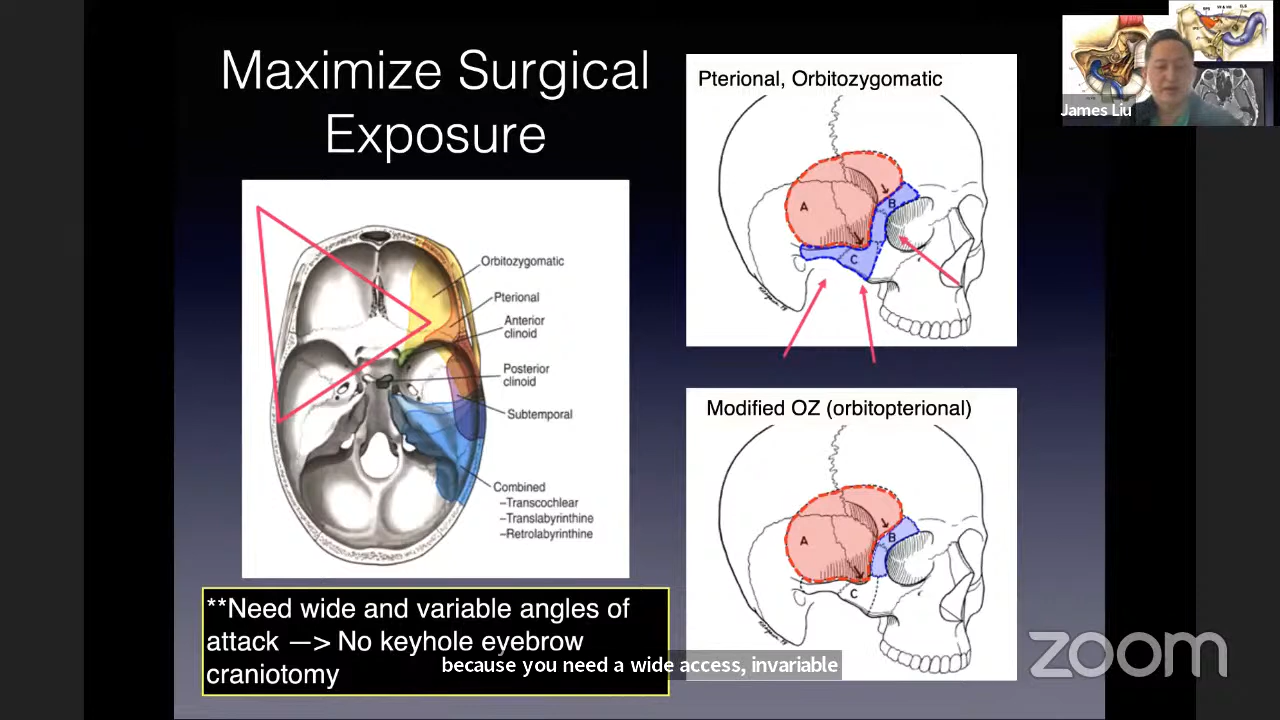 Maximize Surgical
Exposure
Orbitozygomatic
Pterional
Anterior
clinoid
Posterior
clinoid
Subtemporal
Combined
–Transcochlear
–Translabyrinthine
–Retrolabyrinthine
**Need wide and variable angles of
attack —> No keyhole eyebrow
craniotomy
Pterional, Orbitozygomatic
A
B
C
Modified OZ (orbitopterional)
A
B
C
James Liu
because you need a wide access, invariable
zoom